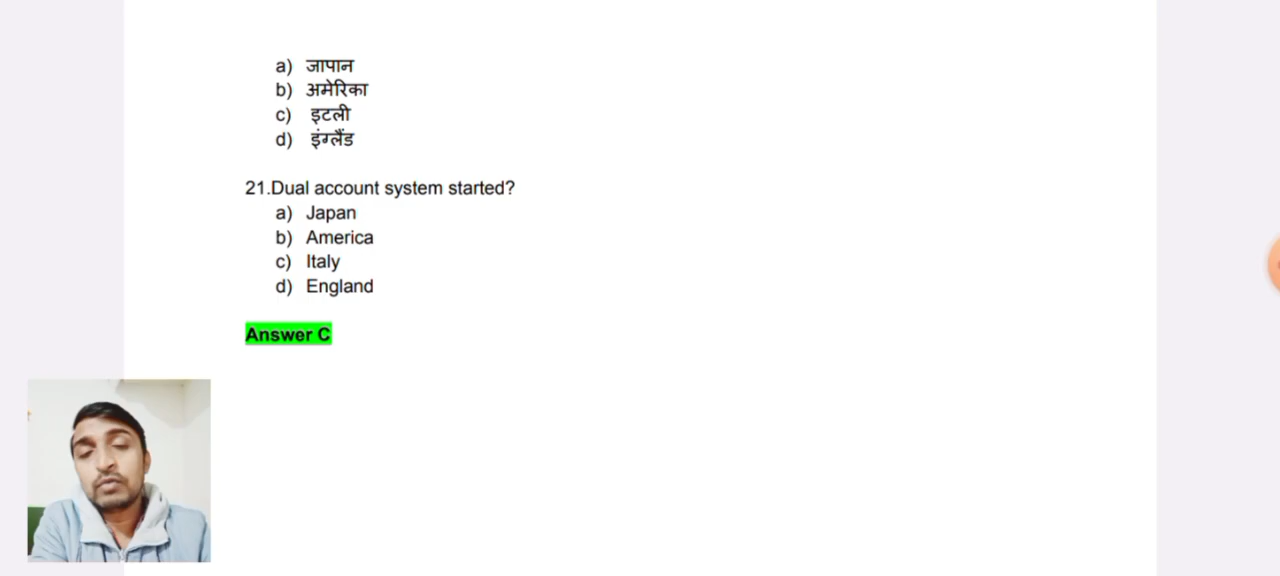 a) जापान
b) अमेरिका
c) इटली
d) इंग्लैंड
21.Dual account system started?
a) Japan
b) America
c) Italy
d) England
Answer C